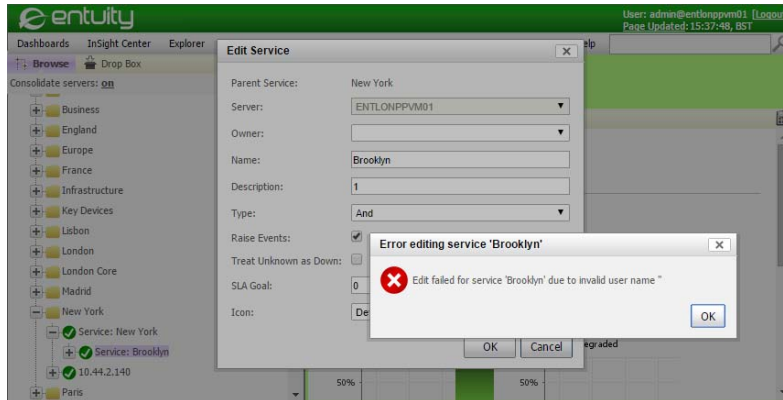 entuity
User: admin@entlonppvm01 [Logout
Page Updated: 15:37:48, BST
Dashboards InSight Center Explorer
elp
Browse Drop Box
Consolidate servers: on
Business
England
Europe
France
Infrastructure
Key Devices
Lisbon
London
London Core
Madrid
New York
Service: New York
Service: Brooklyn
10.44.2.140
Paris
Edit Service
Parent Service: New York
Server: ENTLONPPVM01
Owner:
Name: Brooklyn
Description: 1
Type: And
Raise Events:
Treat Unknown as Down:
SLA Goal: 0
Icon: De
OK Cancel
Error editing service 'Brooklyn'
Edit failed for service 'Brooklyn' due to invalid user name ''
OK
egraded
50%
50%